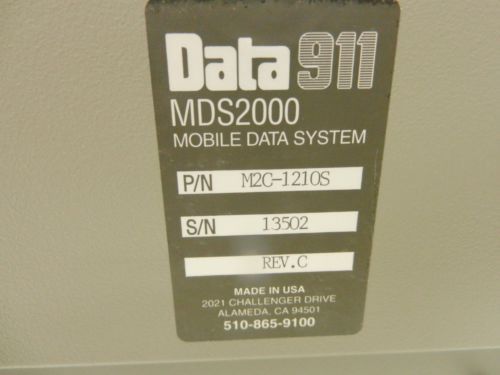 Data 911
MDS2000
MOBILE DATA SYSTEM
P/N M2C-1210S
S/N 13502
REV.C
MADE IN USA
2021 CHALLENGER DRIVE
ALAMEDA, CA 94501
510-865-9100